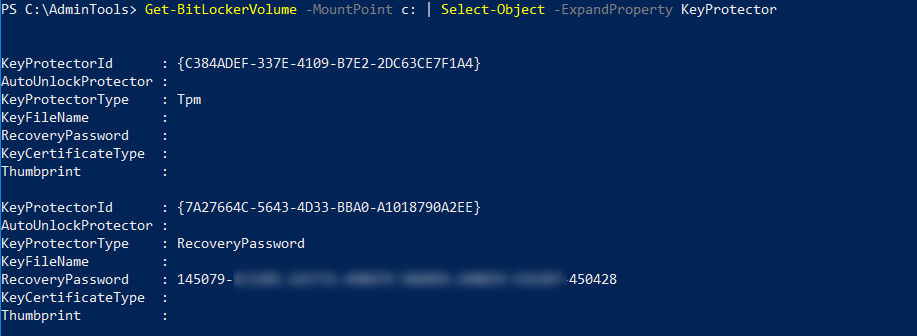 PS C:\AdminTools> Get-BitLockerVolume -MountPoint c: | Select-Object -ExpandProperty KeyProtector
KeyProtectorId      : {C384ADEF-337E-4109-B7E2-2DC63CE7F1A4}
AutoUnlockProtector :
KeyProtectorType    : Tpm
KeyFileName         :
RecoveryPassword    :
KeyCertificateType  :
Thumbprint          :
KeyProtectorId      : {7A27664C-5643-4D33-BBA0-A1018790A2EE}
AutoUnlockProtector :
KeyProtectorType    : RecoveryPassword
KeyFileName         :
RecoveryPassword    : 145079- 450428
KeyCertificateType  :
Thumbprint          :